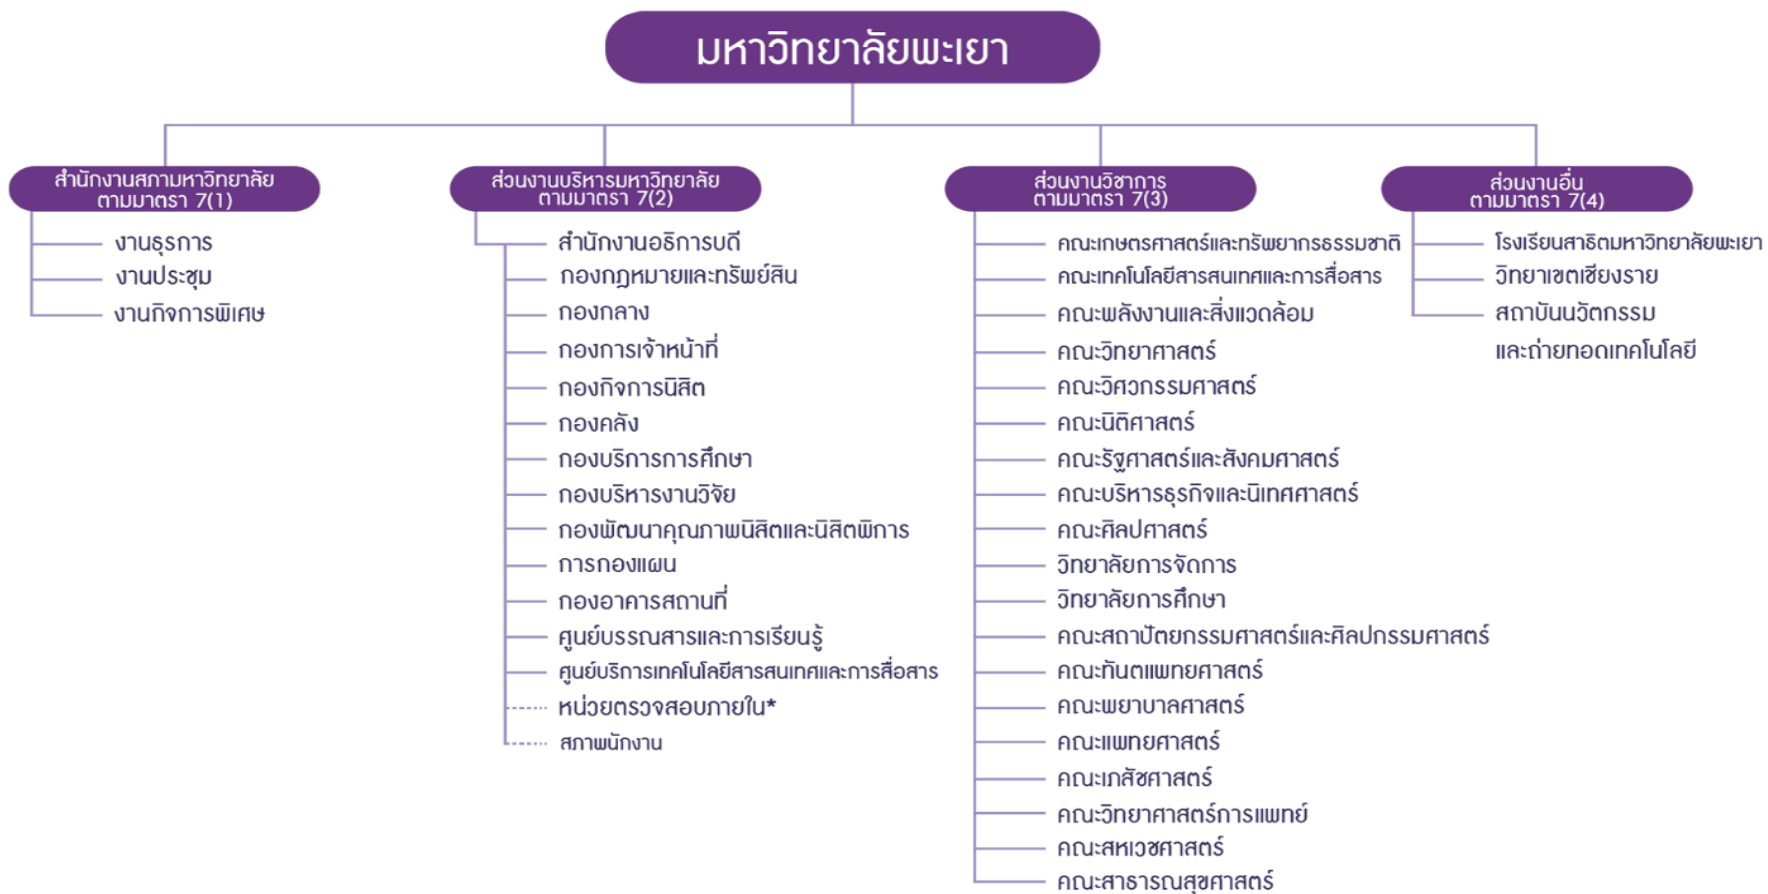 มหาวิทยาลัยพะเยา
สำนักงานสภามหาวิทยาลัย
ตามมาตรา 7(1)
งานธุรการ
งานประชุม
งานกิจการพิเศษ
ส่วนงานบริหารมหาวิทยาลัย
ตามมาตรา 7(2)
สำนักงานอธิการบดี
กองกฎหมายและทรัพย์สิน
กองกลาง
กองการเจ้าหน้าที่
กองกิจการนิสิต
กองคลัง
กองบริการการศึกษา
กองบริหารงานวิจัย
กองพัฒนาคุณภาพนิสิตและนิสิตพิการ
การกองแผน
กองอาคารสถานที่
ศูนย์บรรณสารและการเรียนรู้
ศูนย์บริการเทคโนโลยีสารสนเทศและการสื่อสาร
หน่วยตรวจสอบภายใน*
สภาพนักงาน
ส่วนงานวิชาการ
ตามมาตรา 7(3)
คณะเกษตรศาสตร์และทรัพยากรธรรมชาติ
คณะเทคโนโลยีสารสนเทศและการสื่อสาร
คณะพลังงานและสิ่งแวดล้อม
คณะวิทยาศาสตร์
คณะวิศวกรรมศาสตร์
คณะนิติศาสตร์
คณะรัฐศาสตร์และสังคมศาสตร์
คณะบริหารธุรกิจและนิเทศศาสตร์
คณะศิลปศาสตร์
วิทยาลัยการจัดการ
วิทยาลัยการศึกษา
คณะสถาปัตยกรรมศาสตร์และศิลปกรรมศาสตร์
คณะทันตแพทยศาสตร์
คณะพยาบาลศาสตร์
คณะแพทยศาสตร์
คณะเภสัชศาสตร์
คณะวิทยาศาสตร์การแพทย์
คณะสหเวชศาสตร์
คณะสาธารณสุขศาสตร์
ส่วนงานอื่น
ตามมาตรา 7(4)
โรงเรียนสาธิตมหาวิทยาลัยพะเยา
วิทยาเขตเชียงราย
สถาบันนวัตกรรม
และถ่ายทอดเทคโนโลยี